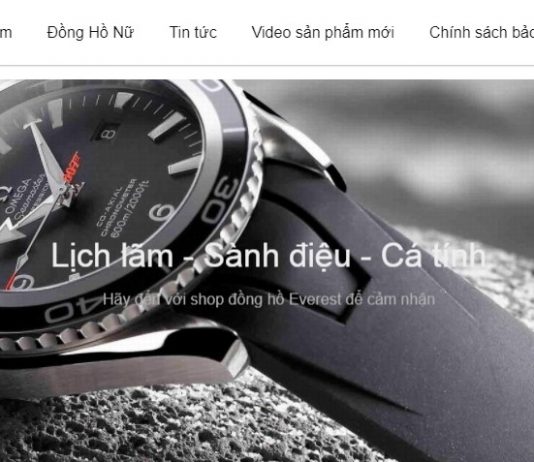 m Đồng Hồ Nữ Tin tức Video sản phẩm mới Chính sách bảo
8
007
Ω
OMEGA
Seamaster
PROFESSIONAL
CO-AXIAL
CHRONOMETER
600m/2000ft
6
30
40
Lịch lãm - Sành điệu - Cá tính
Hãy đến với shop đồng hồ Everest để cảm nhận